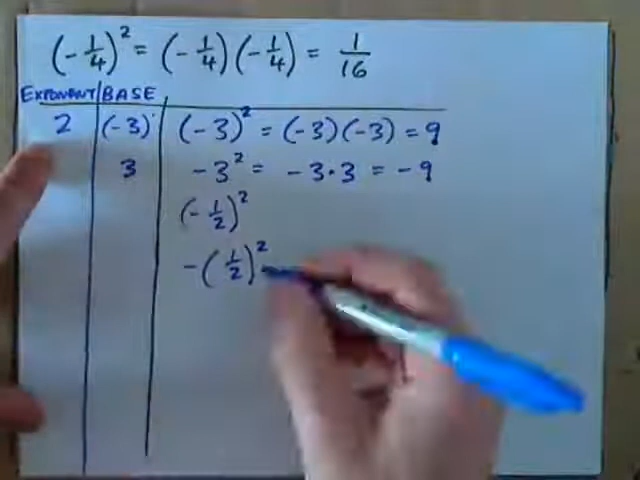 (-1/4)² = (-1/4)(-1/4) = 1/16
EXPONENT BASE
2 (-3) (-3)² = (-3)(-3) = 9
3 -3² = -3·3 = -9
(-1/2)²
-(1/2)²